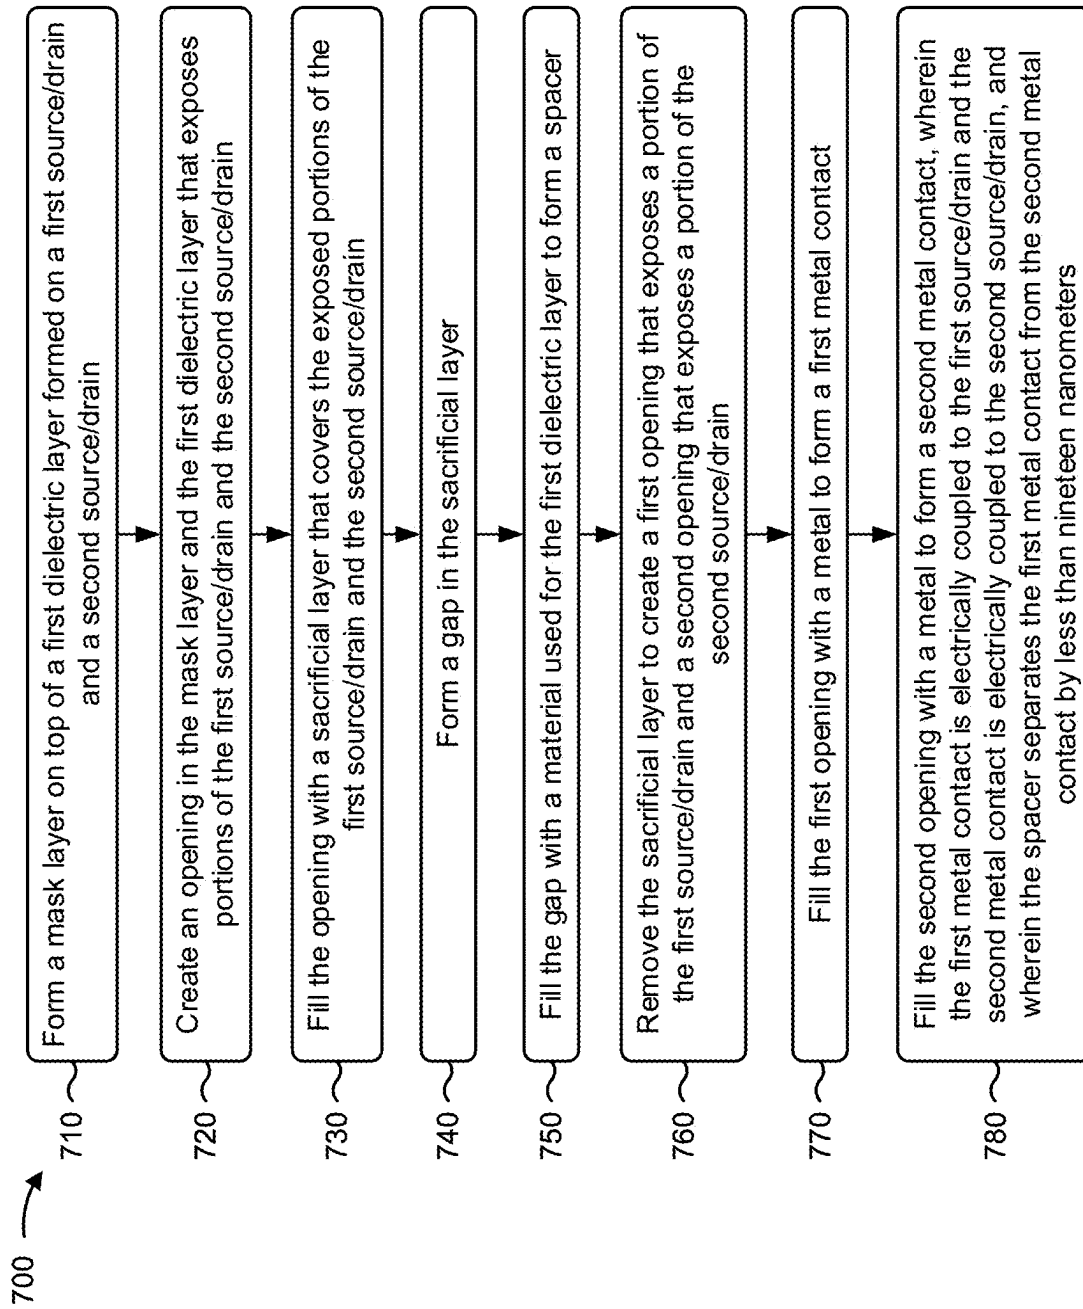 700
710
Form a mask layer on top of a first dielectric layer formed on a first source/drain
and a second source/drain
720
Create an opening in the mask layer and the first dielectric layer that exposes
portions of the first source/drain and the second source/drain
730
Fill the opening with a sacrificial layer that covers the exposed portions of the
first source/drain and the second source/drain
740
Form a gap in the sacrificial layer
750
Fill the gap with a material used for the first dielectric layer to form a spacer
760
Remove the sacrificial layer to create a first opening that exposes a portion of
the first source/drain and a second opening that exposes a portion of the
second source/drain
770
Fill the first opening with a metal to form a first metal contact
780
Fill the second opening with a metal to form a second metal contact, wherein
the first metal contact is electrically coupled to the first source/drain and the
second metal contact is electrically coupled to the second source/drain, and
wherein the spacer separates the first metal contact from the second metal
contact by less than nineteen nanometers